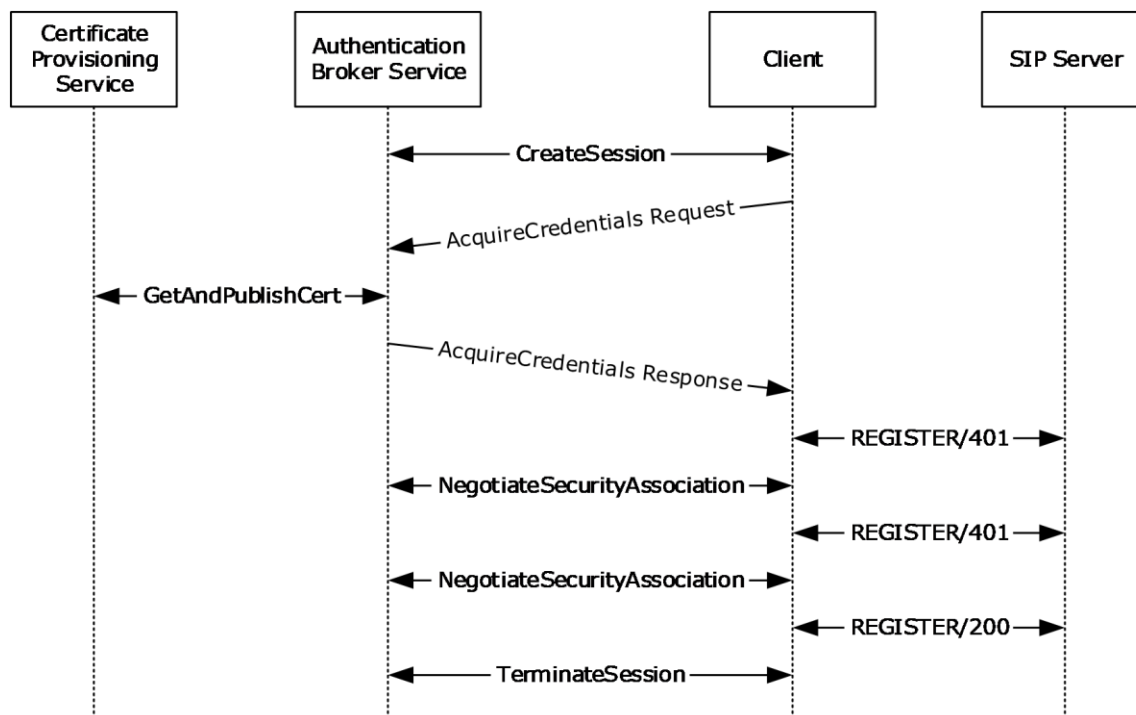 Certificate
Provisioning
Service
Authentication
Broker Service
Client
SIP Server
CreateSession
AcquireCredentials Request
GetAndPublishCert
AcquireCredentials Response
REGISTER/401
NegotiateSecurityAssociation
REGISTER/401
NegotiateSecurityAssociation
REGISTER/200
TerminateSession